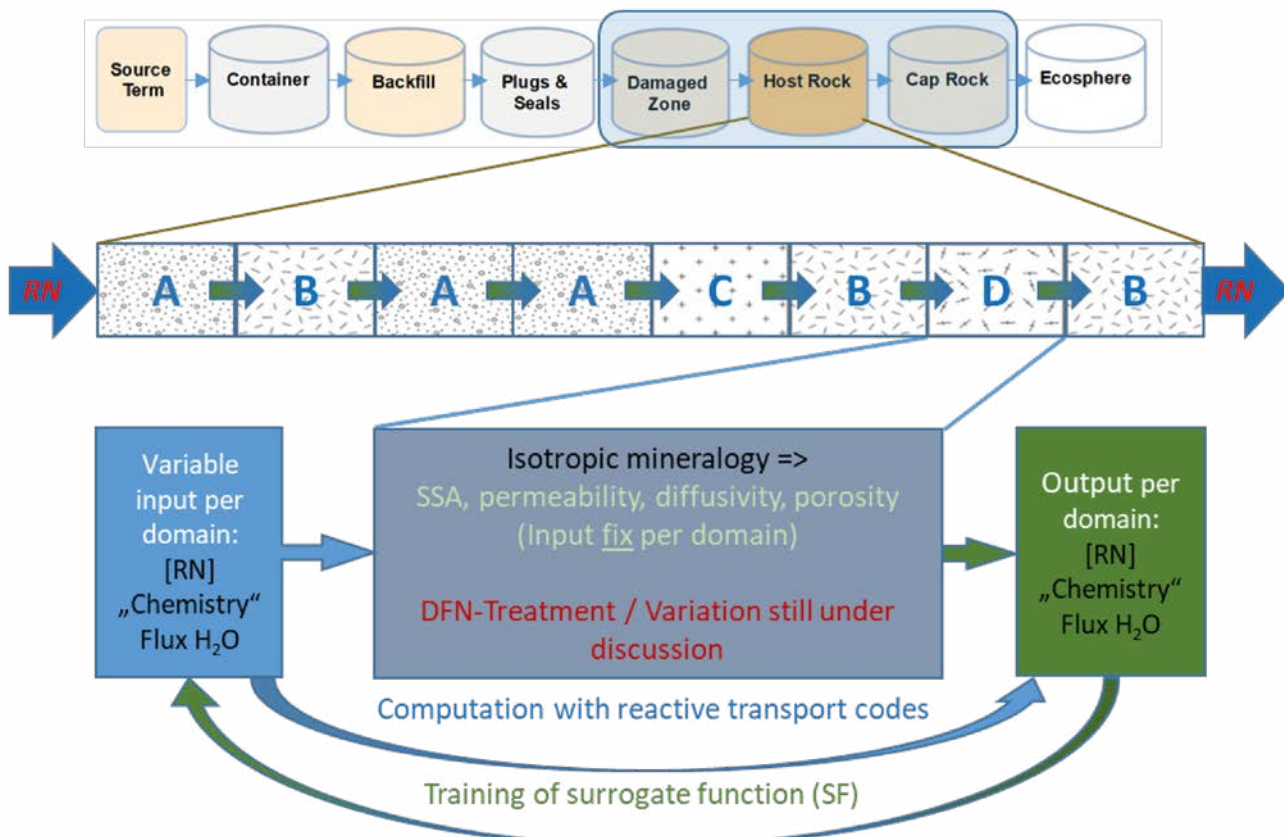 Source
Term
Container
Backfill
Plugs &
Seals
Damaged
Zone
Host Rock
Cap Rock
Ecosphere
RN
A
B
A
A
C
B
D
B
RN
Variable
input per
domain:
[RN]
„Chemistry“
Flux H₂O
Isotropic mineralogy =>
SSA, permeability, diffusivity, porosity
(Input fix per domain)
DFN-Treatment / Variation still under
discussion
Output per
domain:
[RN]
„Chemistry“
Flux H₂O
Computation with reactive transport codes
Training of surrogate function (SF)